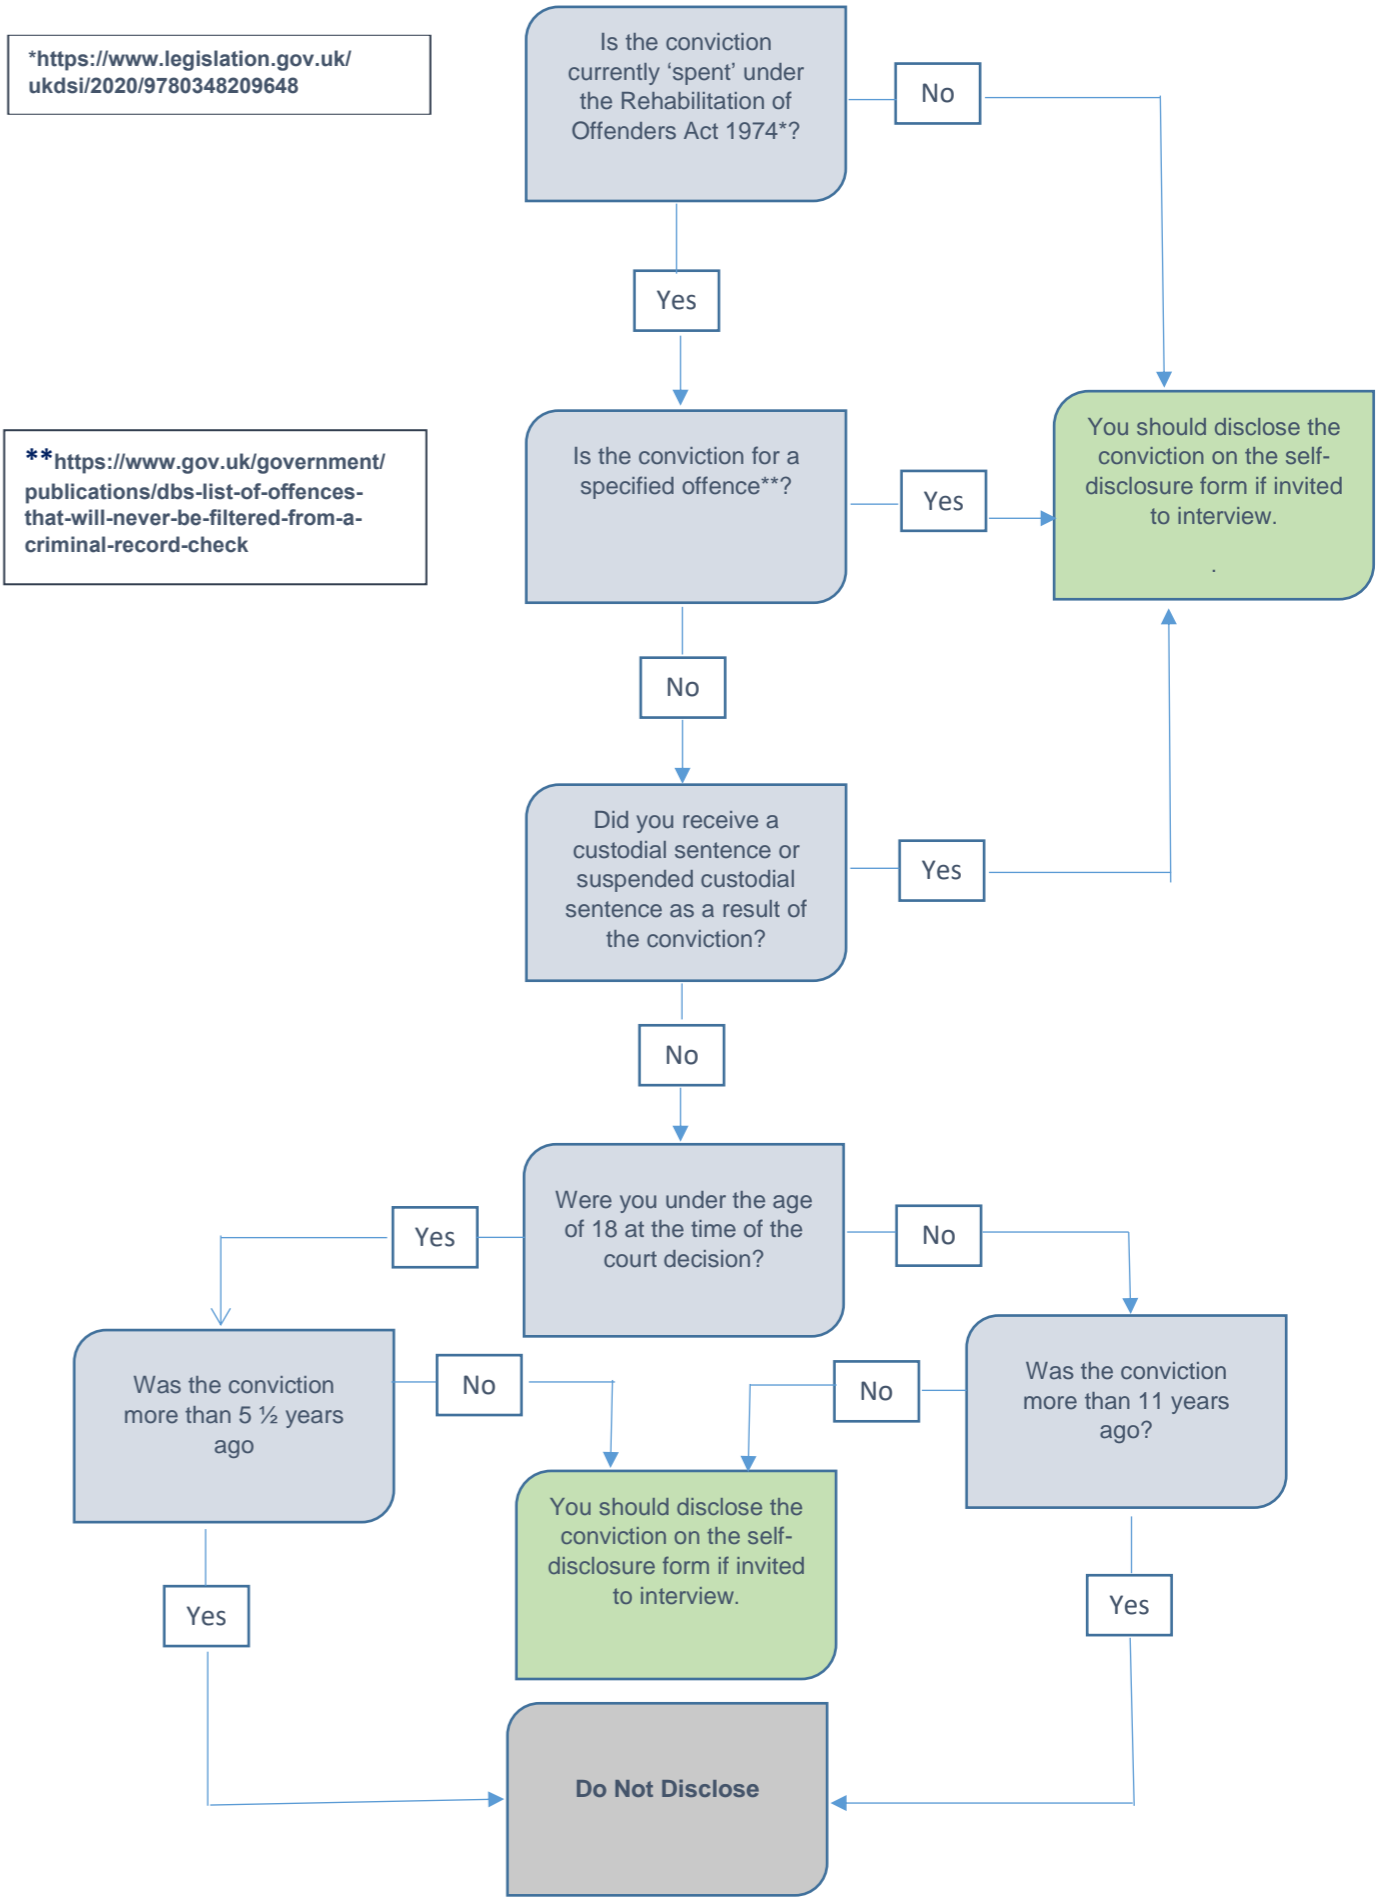 *https://www.legislation.gov.uk/
ukdsi/2020/9780348209648
Is the conviction
currently ‘spent’ under
the Rehabilitation of
Offenders Act 1974*?
No
Yes
**https://www.gov.uk/government/
publications/dbs-list-of-offences-
that-will-never-be-filtered-from-a-
criminal-record-check
Is the conviction for a
specified offence**?
Yes
You should disclose the
conviction on the self-
disclosure form if invited
to interview.
.
No
Did you receive a
custodial sentence or
suspended custodial
sentence as a result of
the conviction?
Yes
No
Were you under the age
of 18 at the time of the
court decision?
Yes
No
Was the conviction
more than 5 ½ years
ago
No
No
Was the conviction
more than 11 years
ago?
You should disclose the
conviction on the self-
disclosure form if invited
to interview.
Yes
Yes
Do Not Disclose